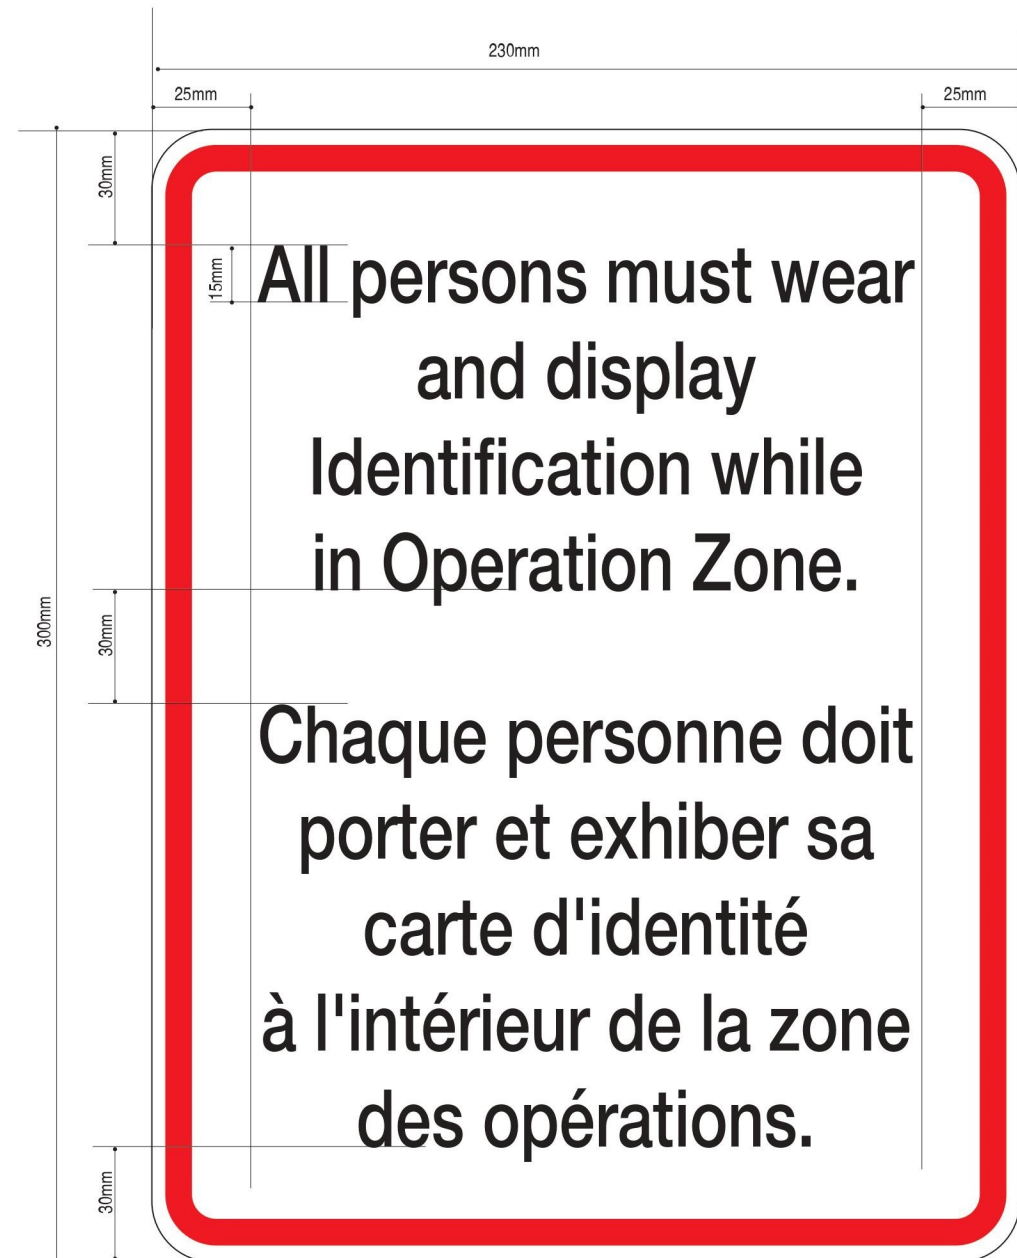 230mm
25mm
25mm
30mm
15mm
All persons must wear
and display
Identification while
in Operation Zone.
300mm
30mm
Chaque personne doit
porter et exhiber sa
carte d'identité
à l'intérieur de la zone
des opérations.
30mm